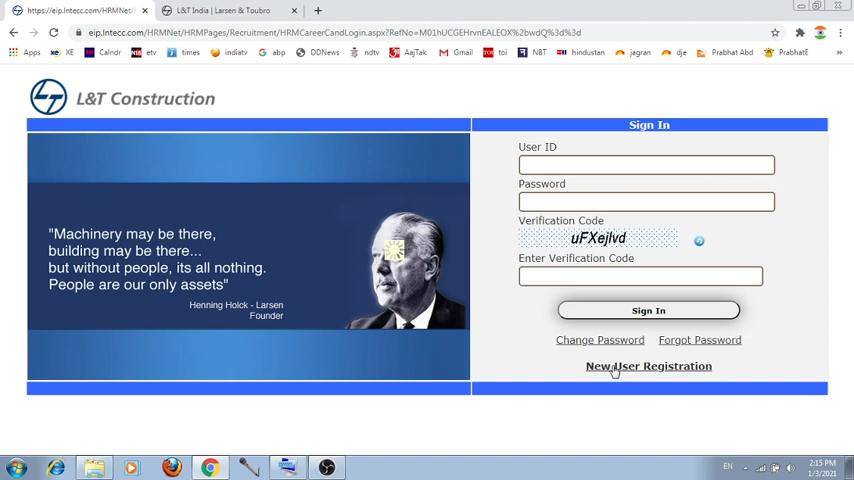 https://eip.lntecc.com/HRMNet/
L&T India | Larsen & Toubro
eip.lntecc.com/HRMNet/HRMPages/Recruitment/HRMCareerCandLogin.aspx?RefNo=M01hUCGEHrvnEALEOX%2bwdQ%3d%3d
Apps XE Calndr etv times indiatv abp DDNews ndtv AajTak Gmail toi NBT hindustan jagran dje Prabhat Abd PrabhatE
L&T Construction
Sign In
User ID
Password
Verification Code
uFXejlvd
Enter Verification Code
Sign In
Change Password Forgot Password
New User Registration
"Machinery may be there,
building may be there...
but without people, its all nothing.
People are our only assets"
Henning Holck - Larsen
Founder
EN
2:15 PM
1/3/2021